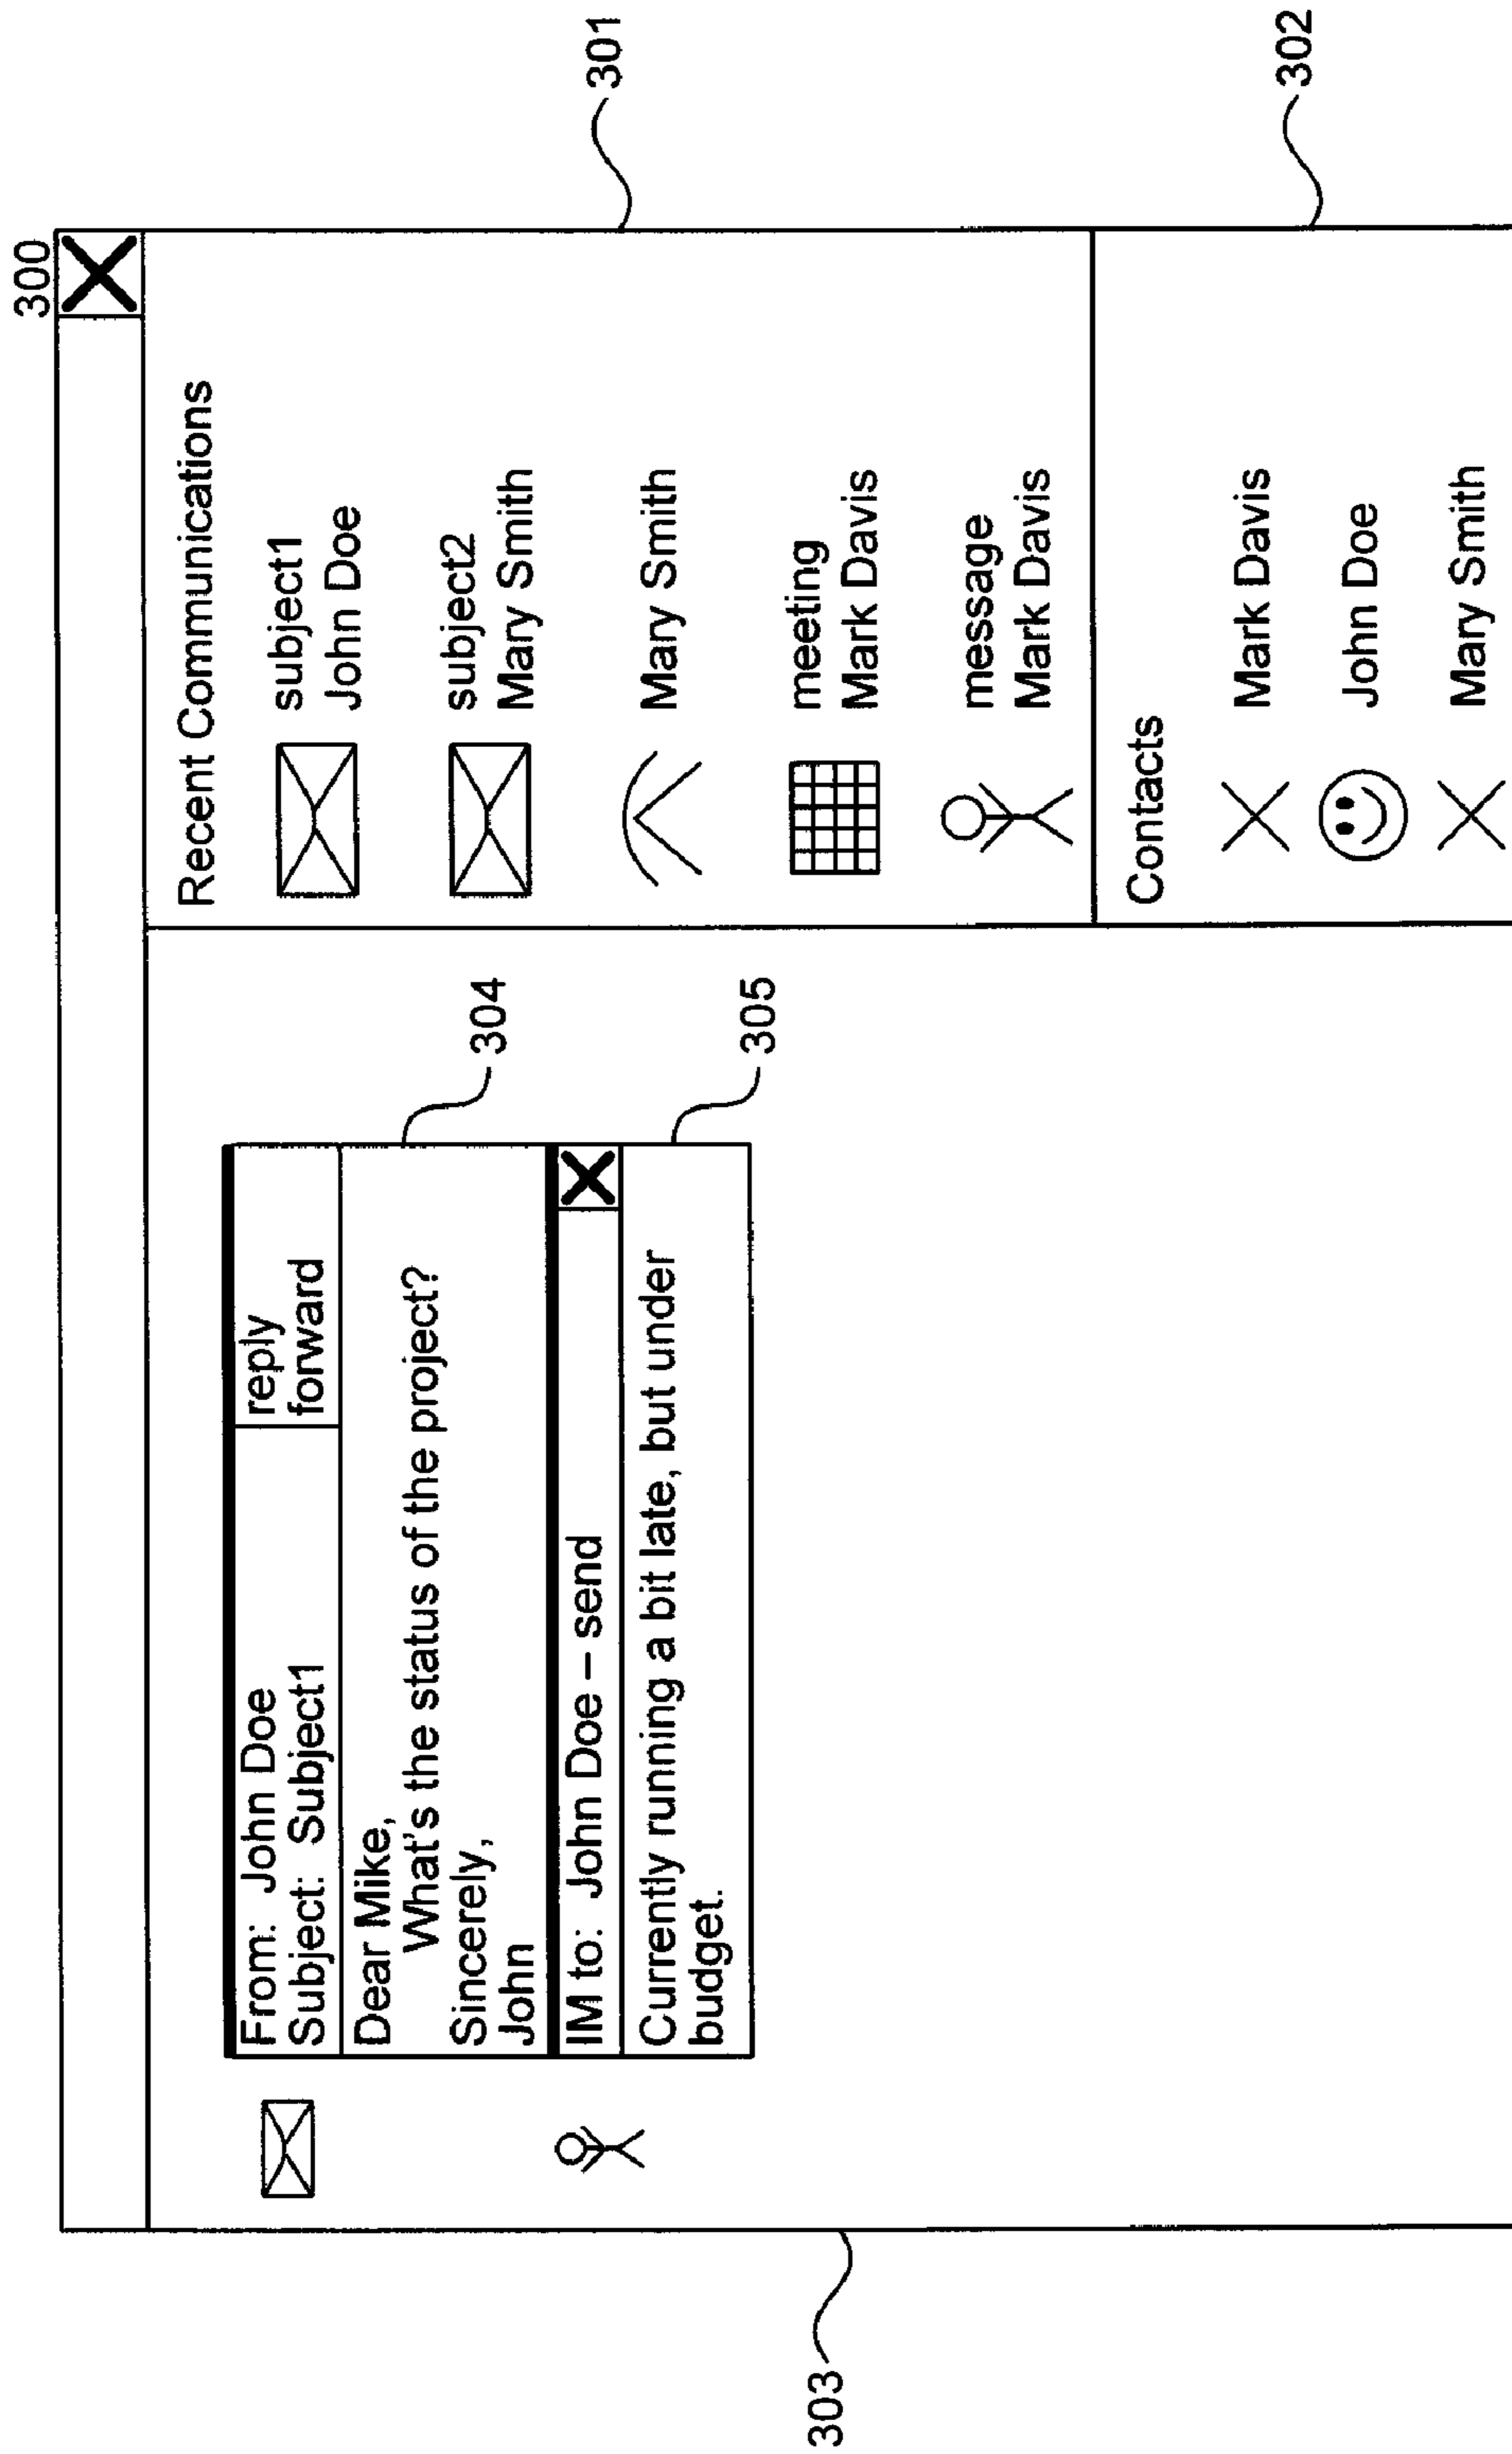 300
Recent Communications
301
subject1
John Doe
subject2
Mary Smith
Mary Smith
meeting
Mark Davis
message
Mark Davis
Contacts
302
Mark Davis
John Doe
Mary Smith
303
From: John Doe
Subject: Subject1
reply
forward
304
Dear Mike,
What's the status of the project?
Sincerely,
John
IM to: John Doe – send
305
Currently running a bit late, but under
budget.